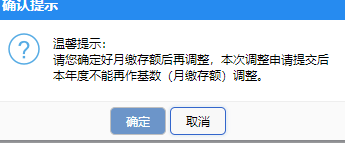 确认提示
温馨提示：
请您确定好月缴存额后再调整，本次调整申请提交后
本年度不能再作基数（月缴存额）调整。
确定
取消